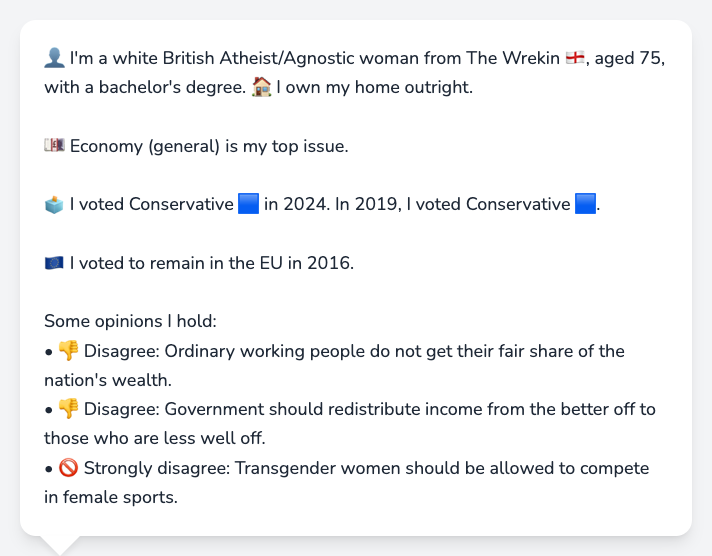 👤 I'm a white British Atheist/Agnostic woman from The Wrekin 🏴󠁧󠁢󠁥󠁮󠁧󠁿, aged 75,
with a bachelor's degree. 🏠 I own my home outright.
💷 Economy (general) is my top issue.
🗳️ I voted Conservative 🟦 in 2024. In 2019, I voted Conservative 🟦.
🇪🇺 I voted to remain in the EU in 2016.
Some opinions I hold:
• 👎 Disagree: Ordinary working people do not get their fair share of the
nation's wealth.
• 👎 Disagree: Government should redistribute income from the better off to
those who are less well off.
• 🚫 Strongly disagree: Transgender women should be allowed to compete
in female sports.